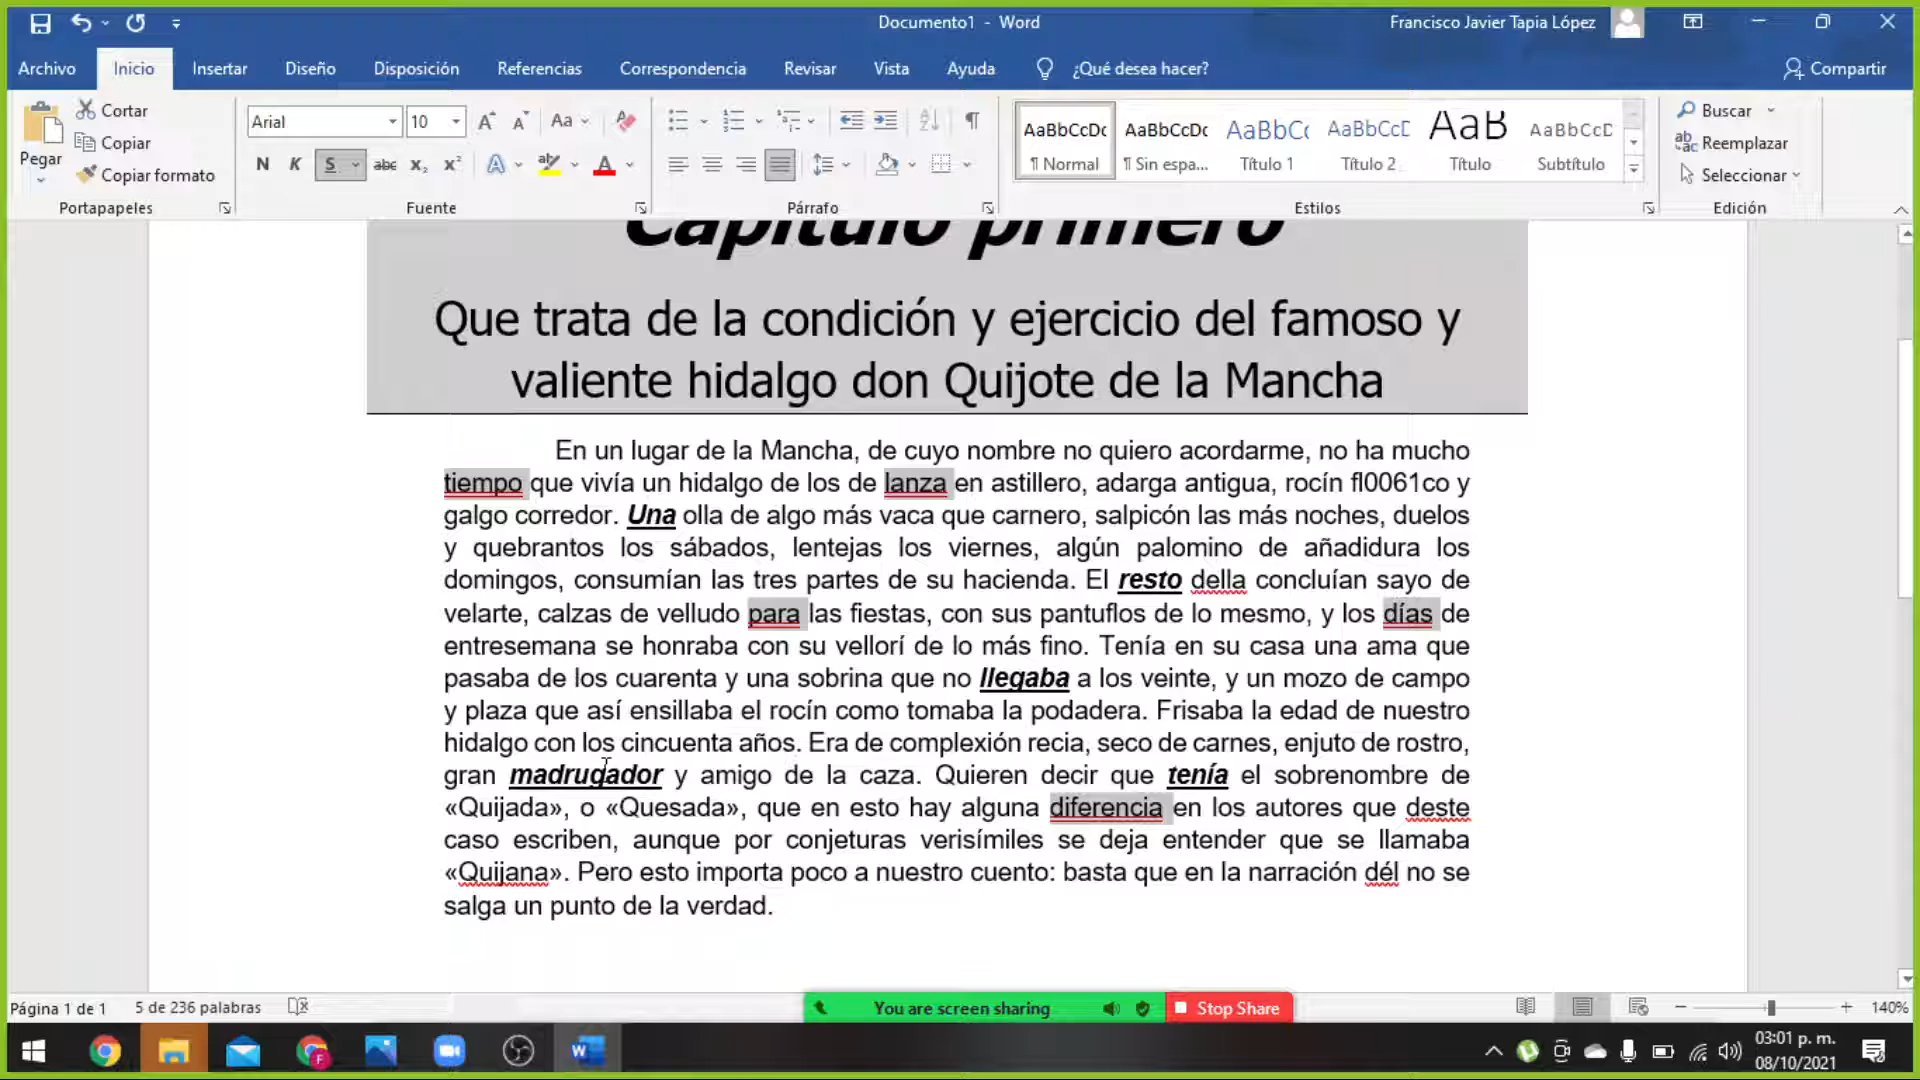 Documento1 - Word
Francisco Javier Tapia López
Archivo Inicio Insertar Diseño Disposición Referencias Correspondencia Revisar Vista Ayuda ¿Qué desea hacer? Compartir
Pegar
Cortar
Copiar
Copiar formato
Portapapeles
Arial 10
Aa
N K S abc x₂ x² A A
Fuente
Párrafo
AaBbCcDc AaBbCcDc AaBbCc AaBbCcD AaB AaBbCcD
¶ Normal ¶ Sin espa... Título 1 Título 2 Título Subtítulo
Estilos
Buscar
Reemplazar
Seleccionar
Edición
Capítulo primero
Que trata de la condición y ejercicio del famoso y
valiente hidalgo don Quijote de la Mancha
En un lugar de la Mancha, de cuyo nombre no quiero acordarme, no ha mucho
tiempo que vivía un hidalgo de los de lanza en astillero, adarga antigua, rocín fl0061co y
galgo corredor. Una olla de algo más vaca que carnero, salpicón las más noches, duelos
y quebrantos los sábados, lentejas los viernes, algún palomino de añadidura los
domingos, consumían las tres partes de su hacienda. El resto della concluían sayo de
velarte, calzas de velludo para las fiestas, con sus pantuflos de lo mesmo, y los días de
entresemana se honraba con su vellorí de lo más fino. Tenía en su casa una ama que
pasaba de los cuarenta y una sobrina que no llegaba a los veinte, y un mozo de campo
y plaza que así ensillaba el rocín como tomaba la podadera. Frisaba la edad de nuestro
hidalgo con los cincuenta años. Era de complexión recia, seco de carnes, enjuto de rostro,
gran madrugador y amigo de la caza. Quieren decir que tenía el sobrenombre de
«Quijada», o «Quesada», que en esto hay alguna diferencia en los autores que deste
caso escriben, aunque por conjeturas verisímiles se deja entender que se llamaba
«Quijana». Pero esto importa poco a nuestro cuento: basta que en la narración dél no se
salga un punto de la verdad.
Página 1 de 1 5 de 236 palabras
You are screen sharing Stop Share
140%
03:01 p. m.
08/10/2021